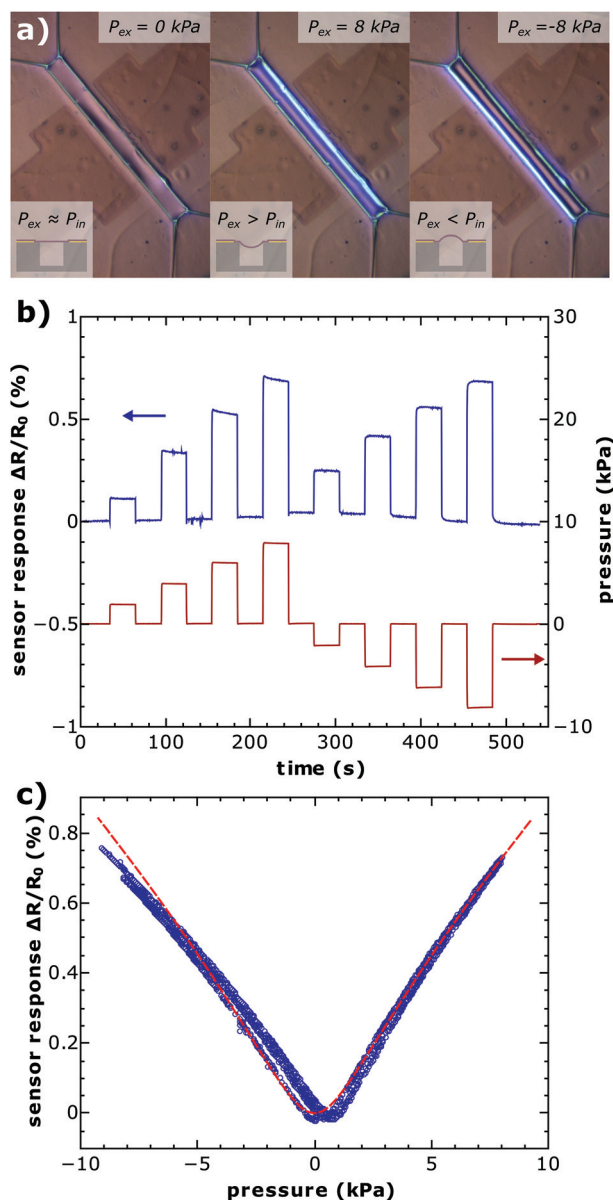 a)
P_ex = 0 kPa
P_ex = 8 kPa
P_ex =-8 kPa
P_ex ≈ P_in
P_ex > P_in
P_ex < P_in
b)
sensor response ΔR/R₀ (%)
1
0.5
0
−0.5
−1
30
20
10
0
−10
pressure (kPa)
0
100
200
300
400
500
time (s)
c)
sensor response ΔR/R₀ (%)
0.8
0.6
0.4
0.2
0
−10
−5
0
5
10
pressure (kPa)